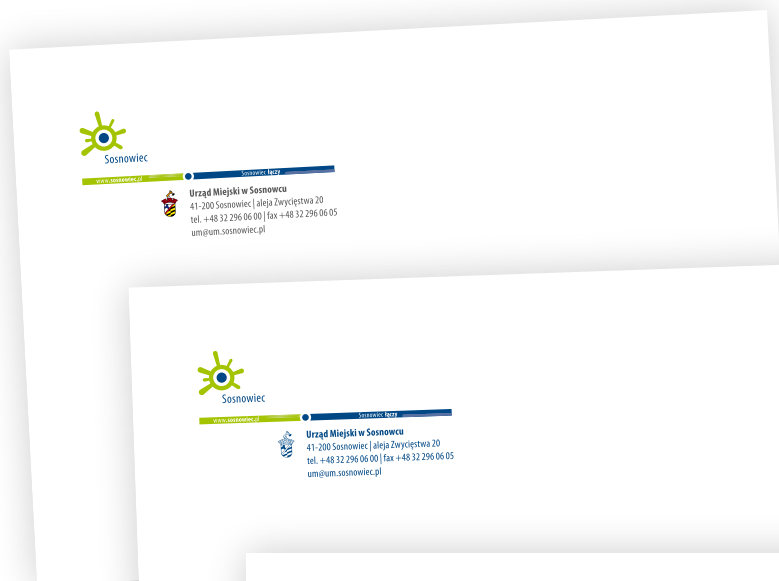 Sosnowiec
www.sosnowiec.pl
Sosnowiec łączy
Urząd Miejski w Sosnowcu
41-200 Sosnowiec | aleja Zwycięstwa 20
tel. +48 32 296 06 00 | fax +48 32 296 06 05
um@um.sosnowiec.pl
Sosnowiec
www.sosnowiec.pl
Sosnowiec łączy
Urząd Miejski w Sosnowcu
41-200 Sosnowiec | aleja Zwycięstwa 20
tel. +48 32 296 06 00 | fax +48 32 296 06 05
um@um.sosnowiec.pl